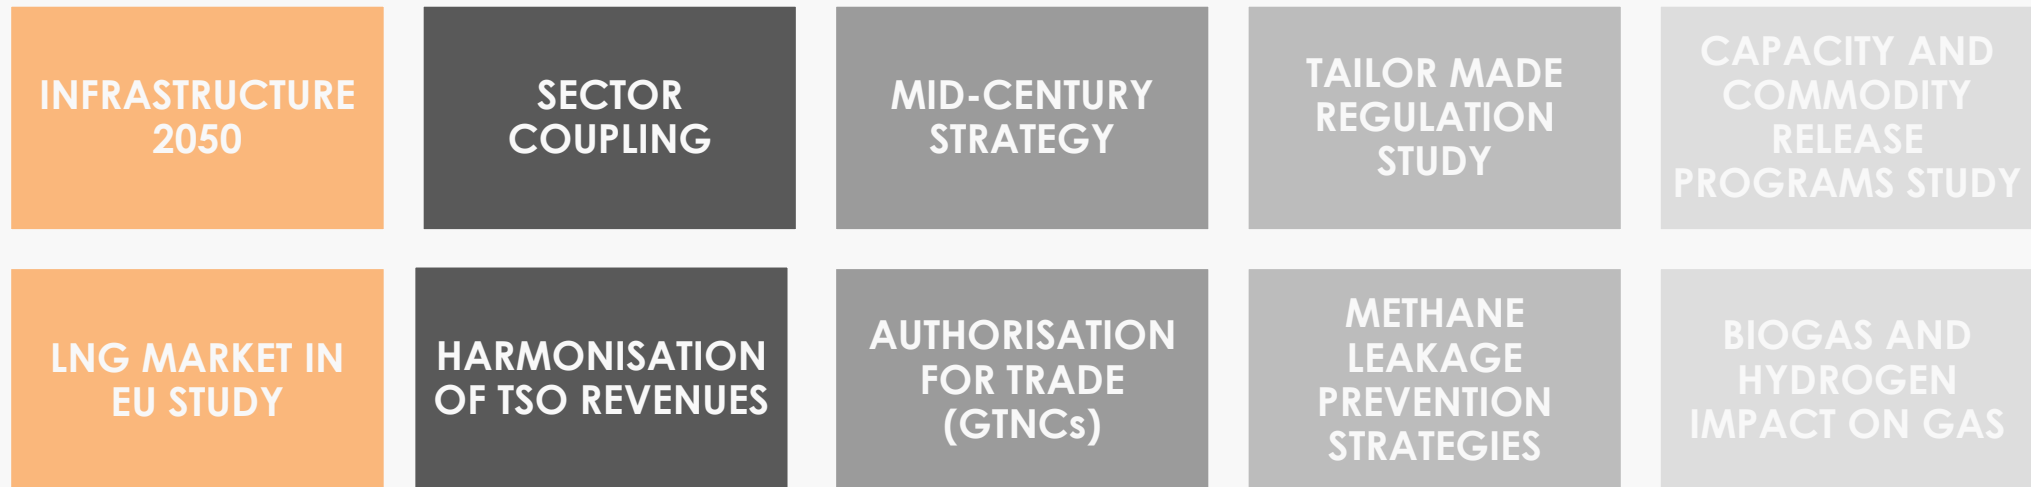 INFRASTRUCTURE
2050
SECTOR
COUPLING
MID-CENTURY
STRATEGY
TAILOR MADE
REGULATION
STUDY
CAPACITY AND
COMMODITY
RELEASE
PROGRAMS STUDY
LNG MARKET IN
EU STUDY
HARMONISATION
OF TSO REVENUES
AUTHORISATION
FOR TRADE
(GTNCs)
METHANE
LEAKAGE
PREVENTION
STRATEGIES
BIOGAS AND
HYDROGEN
IMPACT ON GAS